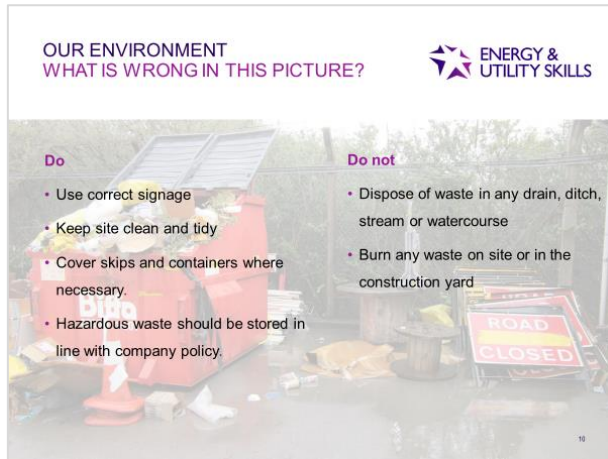 OUR ENVIRONMENT
WHAT IS WRONG IN THIS PICTURE?
ENERGY &
UTILITY SKILLS
Do
• Use correct signage
• Keep site clean and tidy
• Cover skips and containers where
necessary.
• Hazardous waste should be stored in
line with company policy.
Do not
• Dispose of waste in any drain, ditch,
stream or watercourse
• Burn any waste on site or in the
construction yard
Biffa
ROAD
CLOSED
10